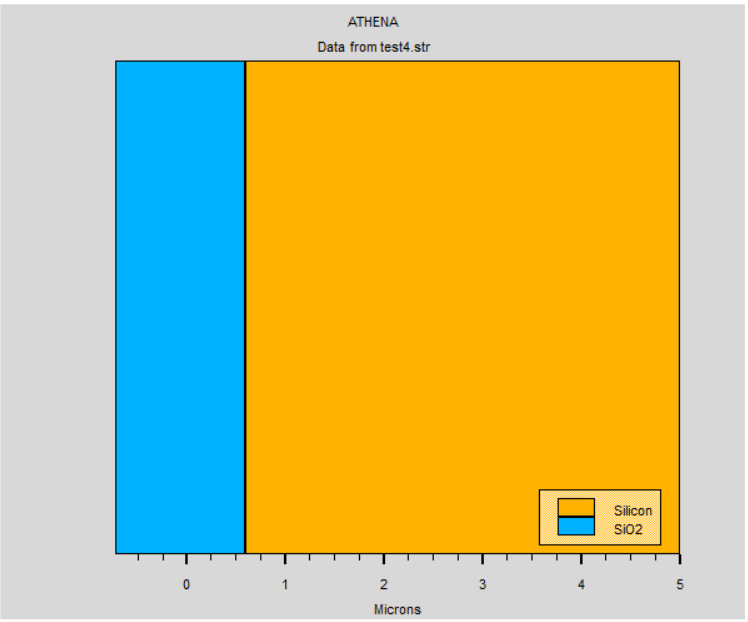 ATHENA
Data from test4.str
Silicon
SiO2
0 1 2 3 4 5
Microns